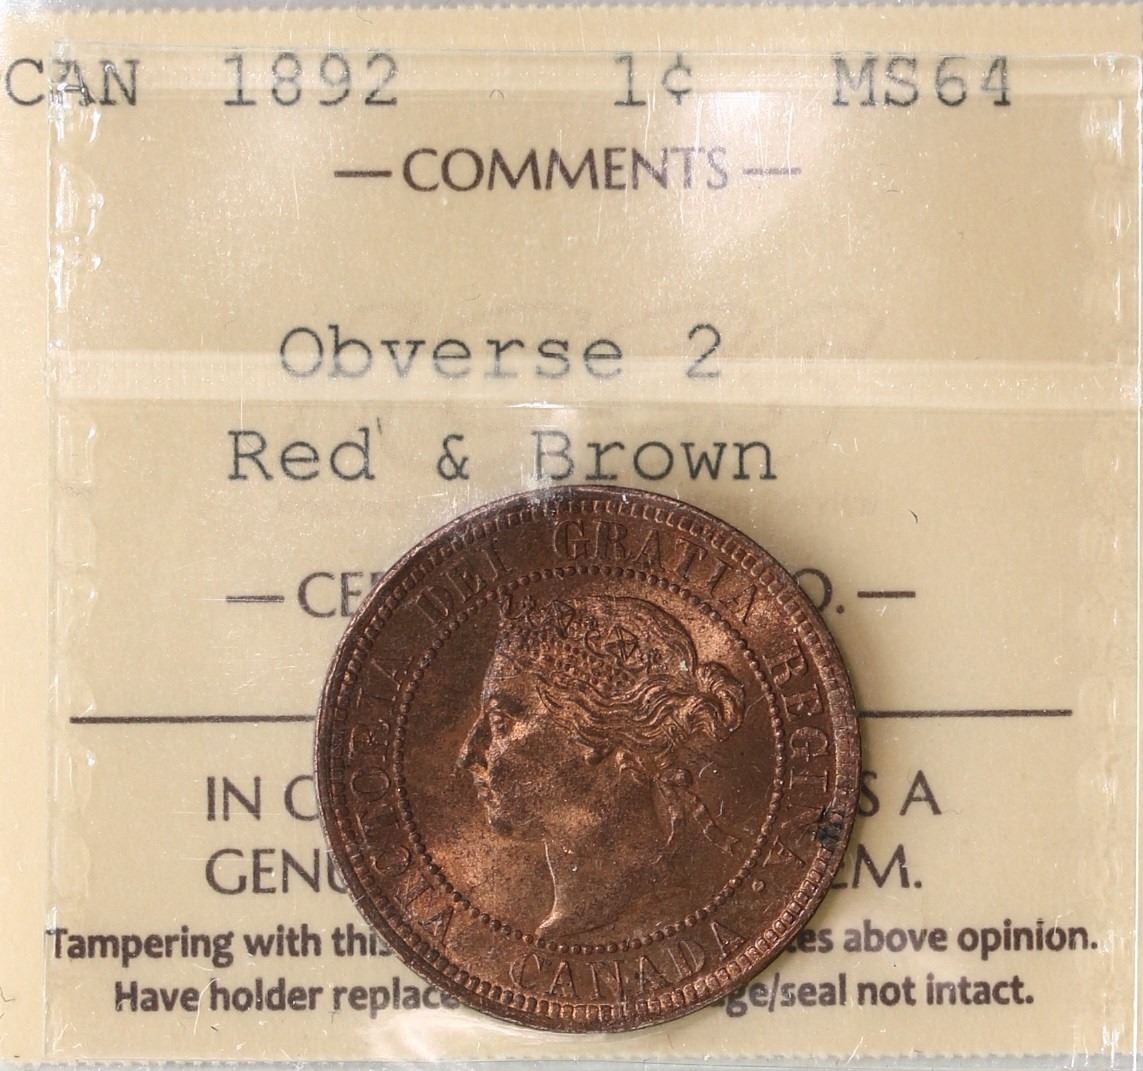 CAN 1892 1¢ MS64
—COMMENTS—
Obverse 2
Red & Brown
— CE O. —
IN C S A
GENU EM.
Tampering with this es above opinion.
Have holder replace ge/seal not intact.
VICTORIA DEI GRATIA REGINA.
CANADA